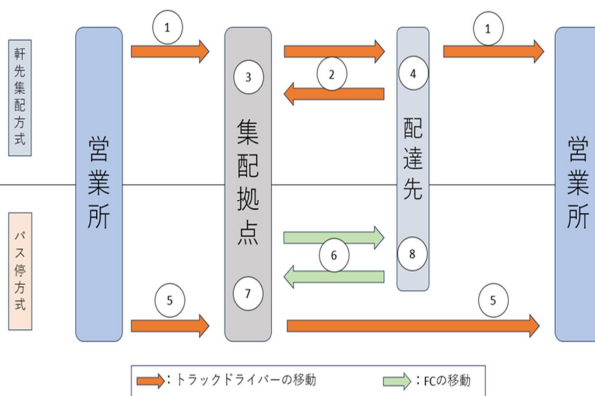 軒先集配方式
営業所
①
集配拠点
③
②
配達先
④
①
営業所
バス停方式
⑤
⑦
⑥
⑧
⑤
：トラックドライバーの移動
：FCの移動